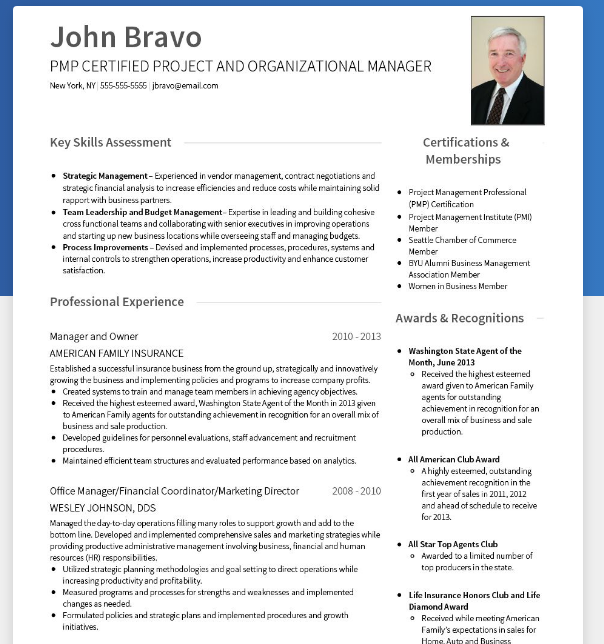 John Bravo
PMP CERTIFIED PROJECT AND ORGANIZATIONAL MANAGER
New York, NY | 555-555-5555 | jbravo@email.com
Key Skills Assessment
Strategic Management – Experienced in vendor management, contract negotiations and
strategic financial analysis to increase efficiencies and reduce costs while maintaining solid
rapport with business partners.
Team Leadership and Budget Management – Expertise in leading and building cohesive
cross functional teams and collaborating with senior executives in improving operations
and starting up new business locations while overseeing staff and managing budgets.
Process Improvements – Devised and implemented processes, procedures, systems and
internal controls to strengthen operations, increase productivity and enhance customer
satisfaction.
Professional Experience
Manager and Owner 2010 - 2013
AMERICAN FAMILY INSURANCE
Established a successful insurance business from the ground up, strategically and innovatively
growing the business and implementing policies and programs to increase company profits.
Created systems to train and manage team members in achieving agency objectives.
Received the highest esteemed award, Washington State Agent of the Month in 2013 given
to American Family agents for outstanding achievement in recognition for an overall mix of
business and sale production.
Developed guidelines for personnel evaluations, staff advancement and recruitment
procedures.
Maintained efficient team structures and evaluated performance based on analytics.
Office Manager/Financial Coordinator/Marketing Director 2008 - 2010
WESLEY JOHNSON, DDS
Managed the day-to-day operations filling many roles to support growth and add to the
bottom line. Developed and implemented comprehensive sales and marketing strategies while
providing productive administrative management involving business, financial and human
resources (HR) responsibilities.
Utilized strategic planning methodologies and goal setting to direct operations while
increasing productivity and profitability.
Measured programs and processes for strengths and weaknesses and implemented
changes as needed.
Formulated policies and strategic plans and implemented procedures and growth
initiatives.
Certifications &
Memberships
Project Management Professional
(PMP) Certification
Project Management Institute (PMI)
Member
Seattle Chamber of Commerce
Member
BYU Alumni Business Management
Association Member
Women in Business Member
Awards & Recognitions
Washington State Agent of the
Month, June 2013
Received the highest esteemed
award given to American Family
agents for outstanding
achievement in recognition for an
overall mix of business and sale
production.
All American Club Award
A highly esteemed, outstanding
achievement recognition in the
first year of sales in 2011, 2012
and ahead of schedule to receive
for 2013.
All Star Top Agents Club
Awarded to a limited number of
top producers in the state.
Life Insurance Honors Club and Life
Diamond Award
Received while meeting American
Family's expectations in sales for
Home, Auto and Business